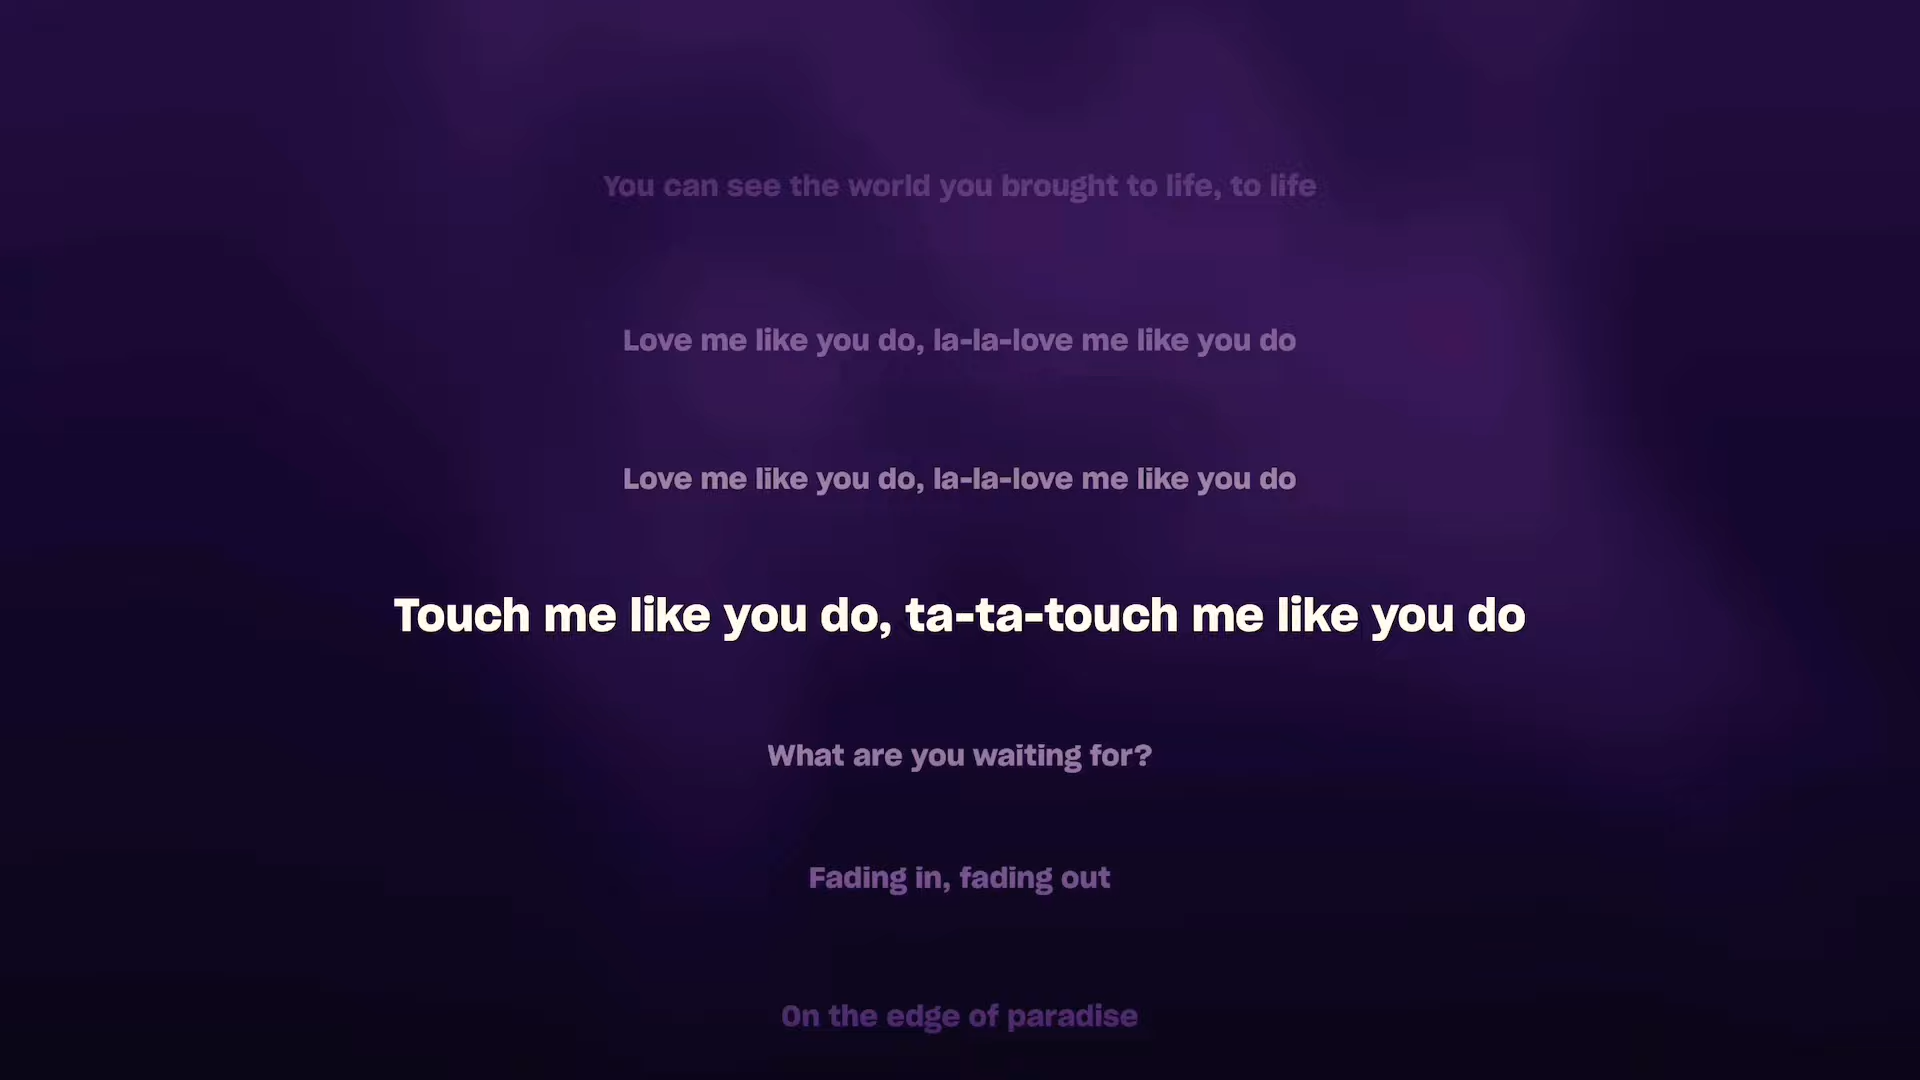 You can see the world you brought to life, to life
Love me like you do, la-la-love me like you do
Love me like you do, la-la-love me like you do
Touch me like you do, ta-ta-touch me like you do
What are you waiting for?
Fading in, fading out
On the edge of paradise